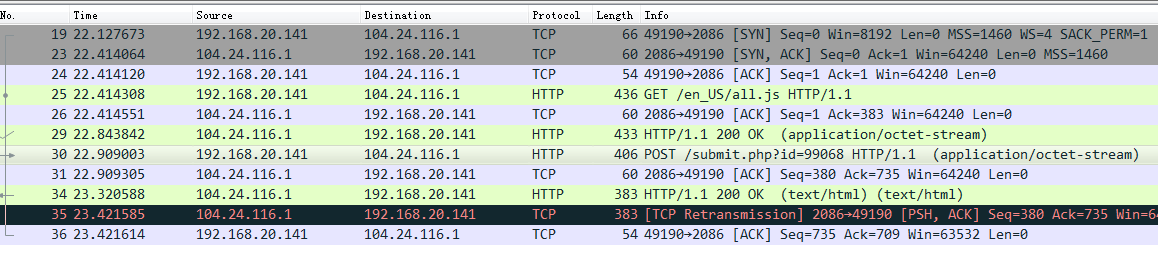 No. Time Source Destination Protocol Length Info
19 22.127673 192.168.20.141 104.24.116.1 TCP 66 49190→2086 [SYN] Seq=0 Win=8192 Len=0 MSS=1460 WS=4 SACK_PERM=1
23 22.414064 104.24.116.1 192.168.20.141 TCP 60 2086→49190 [SYN, ACK] Seq=0 Ack=1 Win=64240 Len=0 MSS=1460
24 22.414120 192.168.20.141 104.24.116.1 TCP 54 49190→2086 [ACK] Seq=1 Ack=1 Win=64240 Len=0
25 22.414308 192.168.20.141 104.24.116.1 HTTP 436 GET /en_US/all.js HTTP/1.1
26 22.414551 104.24.116.1 192.168.20.141 TCP 60 2086→49190 [ACK] Seq=1 Ack=383 Win=64240 Len=0
29 22.843842 104.24.116.1 192.168.20.141 HTTP 433 HTTP/1.1 200 OK (application/octet-stream)
30 22.909003 192.168.20.141 104.24.116.1 HTTP 406 POST /submit.php?id=99068 HTTP/1.1 (application/octet-stream)
31 22.909305 104.24.116.1 192.168.20.141 TCP 60 2086→49190 [ACK] Seq=380 Ack=735 Win=64240 Len=0
34 23.320588 104.24.116.1 192.168.20.141 HTTP 383 HTTP/1.1 200 OK (text/html) (text/html)
35 23.421585 104.24.116.1 192.168.20.141 TCP 383 [TCP Retransmission] 2086→49190 [PSH, ACK] Seq=380 Ack=735 Win=64
36 23.421614 192.168.20.141 104.24.116.1 TCP 54 49190→2086 [ACK] Seq=735 Ack=709 Win=63532 Len=0